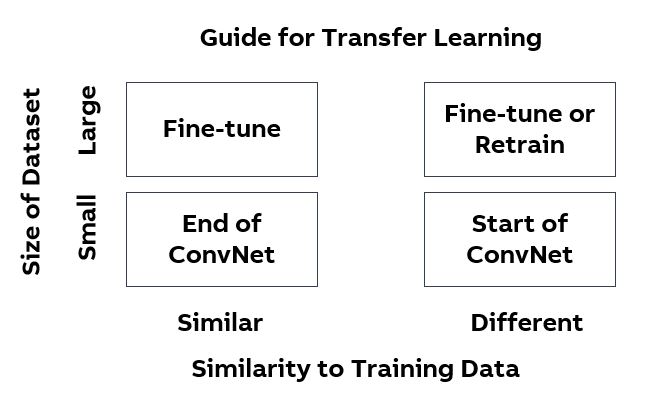 Guide for Transfer Learning
Size of Dataset
Large
Fine-tune
Fine-tune or
Retrain
Small
End of
ConvNet
Start of
ConvNet
Similar
Different
Similarity to Training Data